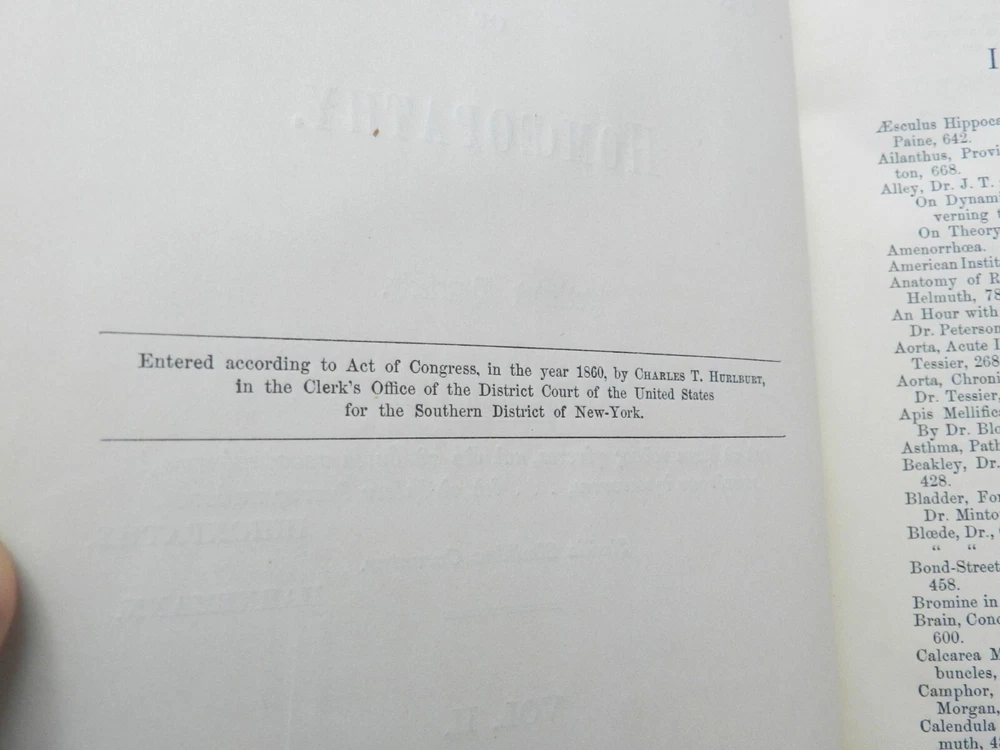 HOMŒOPATHY.
Entered according to Act of Congress, in the year 1860, by CHARLES T. HURLBURT,
in the Clerk's Office of the District Court of the United States
for the Southern District of New-York.
I
Æsculus Hippoca
Paine, 642.
Ailanthus, Provi
ton, 668.
Alley, Dr. J. T.
On Dynam
verning t
On Theory
Amenorrhœa.
American Instit
Anatomy of R
Helmuth, 78
An Hour with
Dr. Peterson
Aorta, Acute I
Tessier, 268
Aorta, Chroni
Dr. Tessier,
Apis Mellific
By Dr. Blo
Asthma, Path
Beakley, Dr.
428.
Bladder, For
Dr. Minto
Blœde, Dr.,
“ “
Bond-Street
458.
Bromine in
Brain, Conc
600.
Calcarea M
buncles,
Camphor,
Morgan,
Calendula
muth, 4